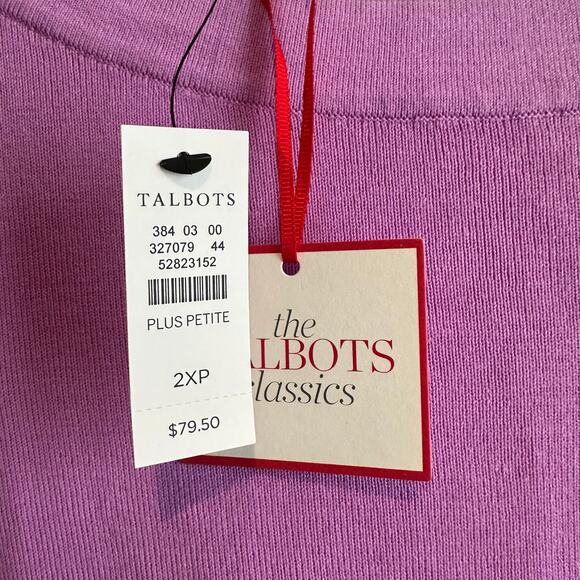 TALBOTS
384 03 00
327079 44
52823152
PLUS PETITE
2XP
$79.50
the
ALBOTS
classics